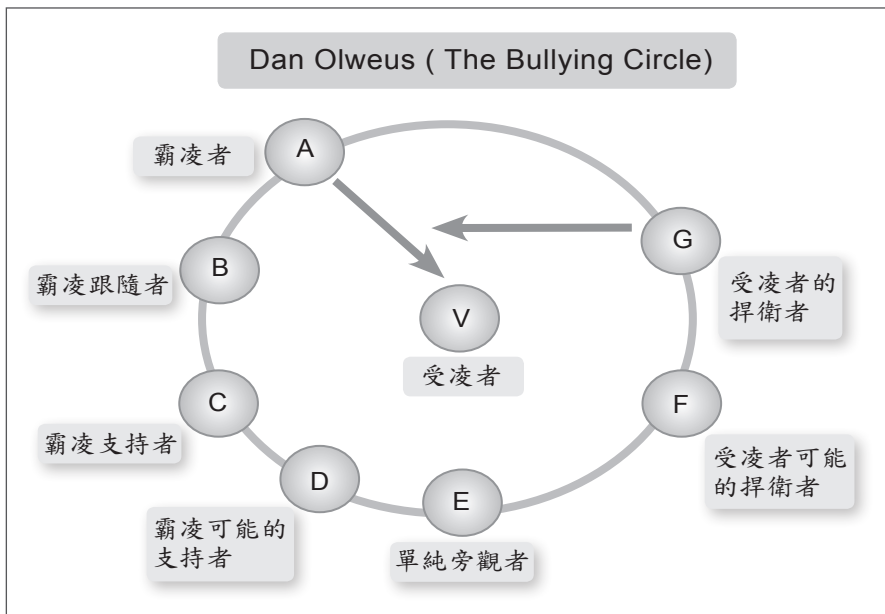 Dan Olweus ( The Bullying Circle)
A
霸凌者
B
霸凌跟隨者
C
霸凌支持者
D
霸凌可能的
支持者
E
單純旁觀者
F
受凌者可能
的捍衛者
G
受凌者的
捍衛者
V
受凌者